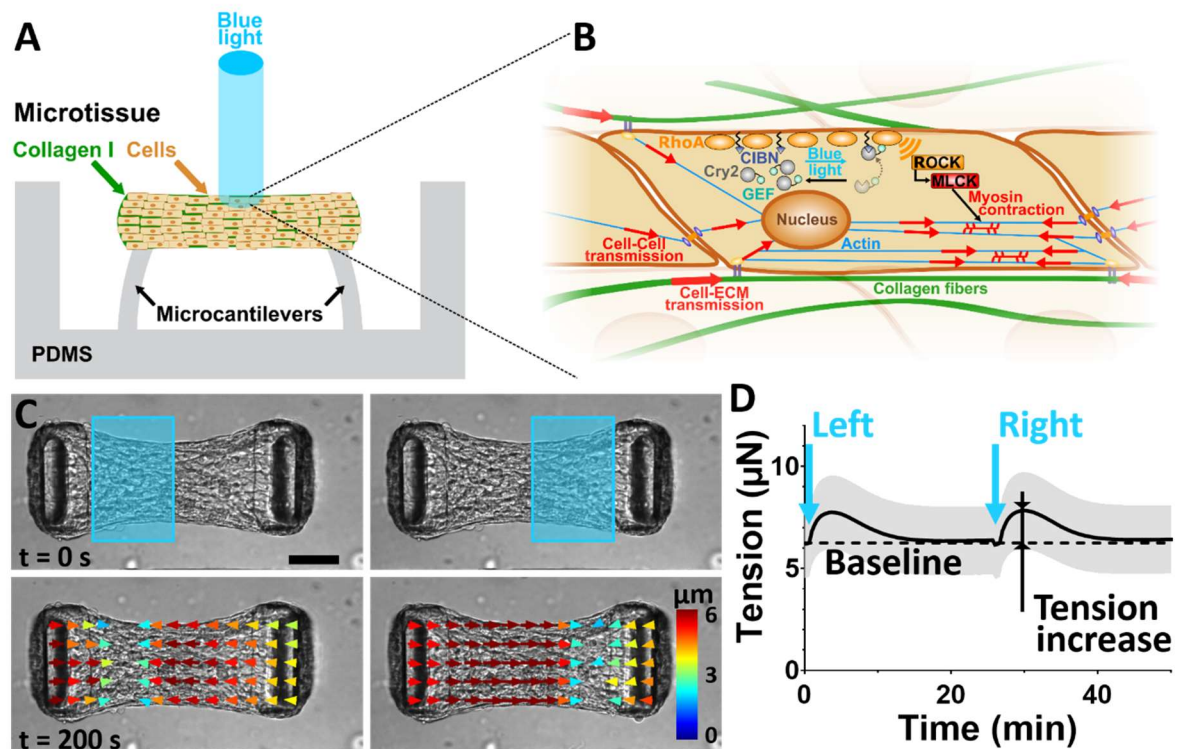 A
Blue
light
Microtissue
Collagen I Cells
Microcantilevers
PDMS
B
RhoA
CIBN
Cry2
GEF
Blue
light
ROCK
MLCK
Myosin
contraction
Nucleus
Actin
Cell-Cell
transmission
Cell-ECM
transmission
Collagen fibers
C
t = 0 s
t = 200 s
μm
6
3
0
D
Left
Right
Baseline
Tension
increase
Tension (μN)
10
5
0
0
20
40
Time (min)